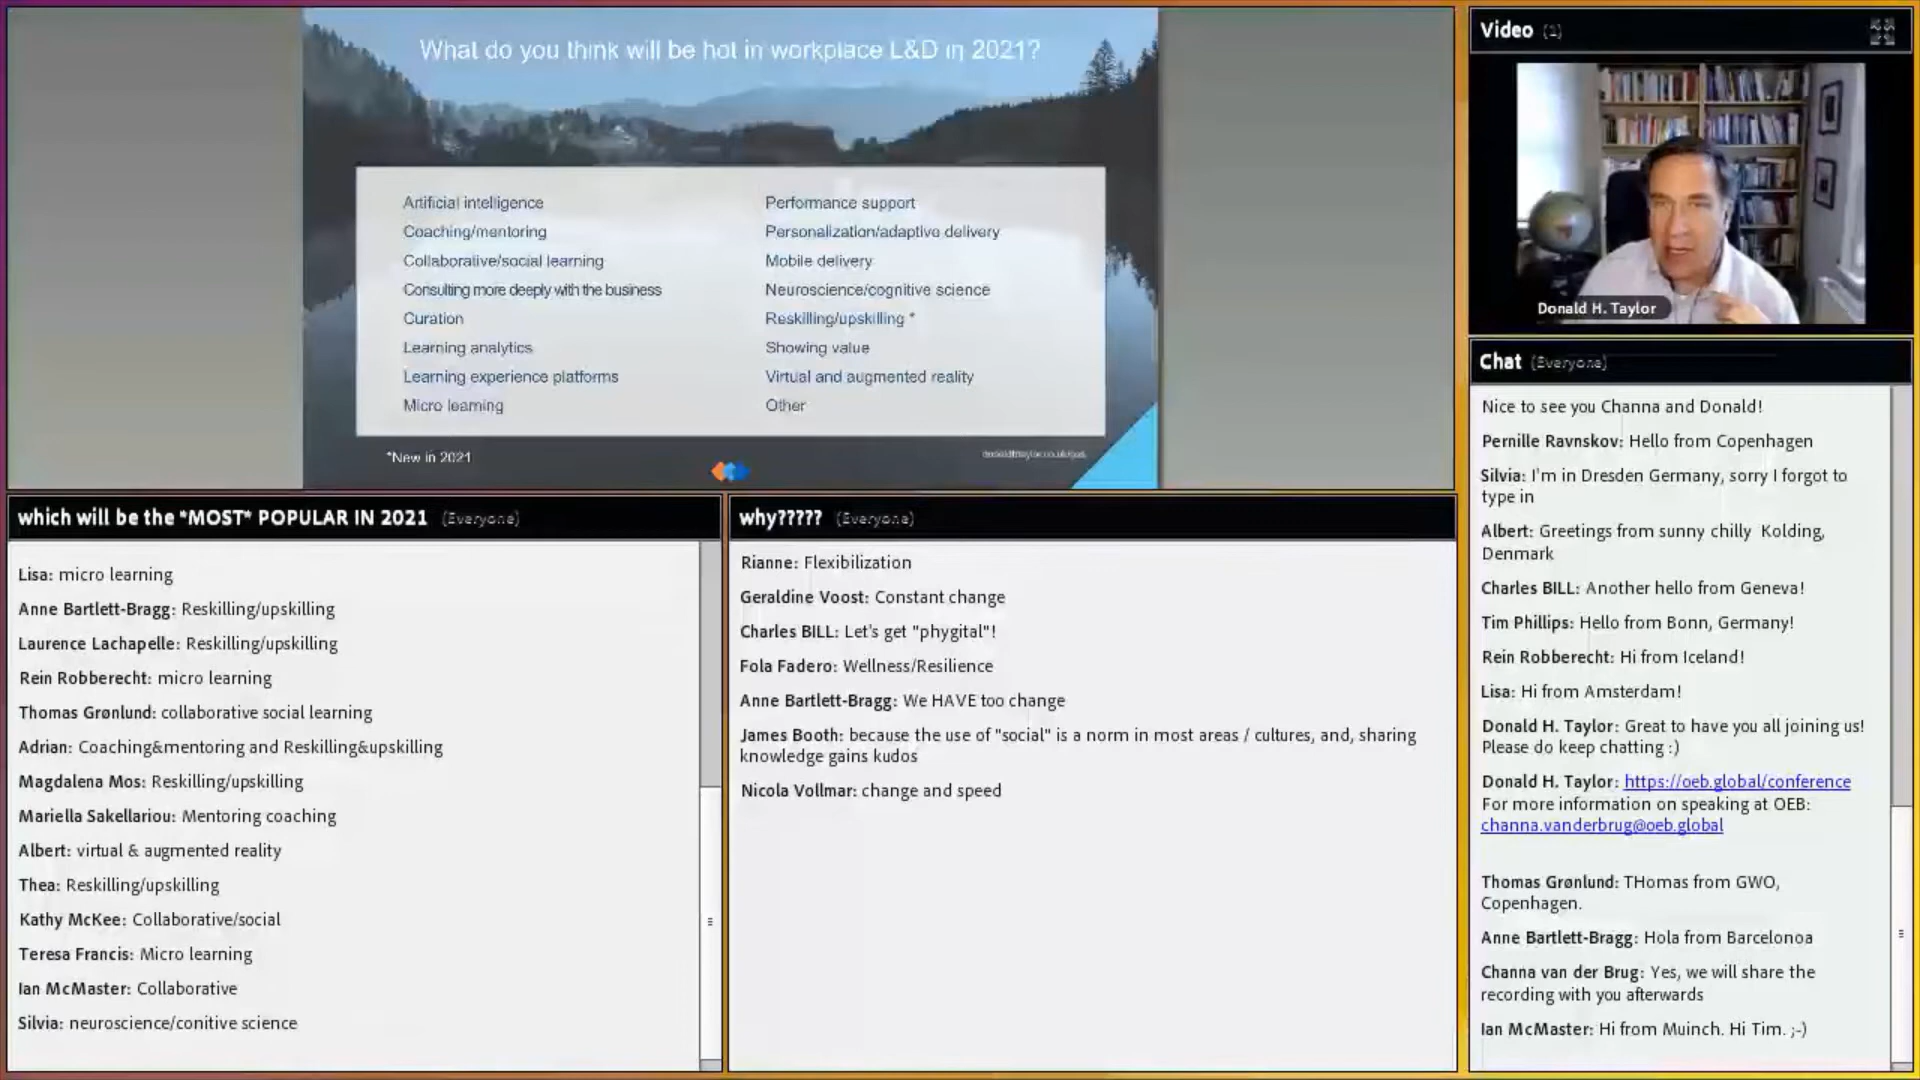 What do you think will be hot in workplace L&D in 2021?
Artificial intelligence
Coaching/mentoring
Collaborative/social learning
Consulting more deeply with the business
Curation
Learning analytics
Learning experience platforms
Micro learning
Performance support
Personalization/adaptive delivery
Mobile delivery
Neuroscience/cognitive science
Reskilling/upskilling *
Showing value
Virtual and augmented reality
Other
*New in 2021
Video (1)
Donald H. Taylor
which will be the *MOST* POPULAR IN 2021 (Everyone)
Lisa: micro learning
Anne Bartlett-Bragg: Reskilling/upskilling
Laurence Lachapelle: Reskilling/upskilling
Rein Robberecht: micro learning
Thomas Grønlund: collaborative social learning
Adrian: Coaching&mentoring and Reskilling&upskilling
Magdalena Mos: Reskilling/upskilling
Mariella Sakellariou: Mentoring coaching
Albert: virtual & augmented reality
Thea: Reskilling/upskilling
Kathy McKee: Collaborative/social
Teresa Francis: Micro learning
Ian McMaster: Collaborative
Silvia: neuroscience/conitive science
why????? (Everyone)
Rianne: Flexibilization
Geraldine Voost: Constant change
Charles BILL: Let's get "phygital"!
Fola Fadero: Wellness/Resilience
Anne Bartlett-Bragg: We HAVE too change
James Booth: because the use of "social" is a norm in most areas / cultures, and, sharing
knowledge gains kudos
Nicola Vollmar: change and speed
Chat (Everyone)
Nice to see you Channa and Donald!
Pernille Ravnskov: Hello from Copenhagen
Silvia: I'm in Dresden Germany, sorry I forgot to
type in
Albert: Greetings from sunny chilly Kolding,
Denmark
Charles BILL: Another hello from Geneva!
Tim Phillips: Hello from Bonn, Germany!
Rein Robberecht: Hi from Iceland!
Lisa: Hi from Amsterdam!
Donald H. Taylor: Great to have you all joining us!
Please do keep chatting :)
Donald H. Taylor: https://oeb.global/conference
For more information on speaking at OEB:
channa.vanderbrug@oeb.global
Thomas Grønlund: THomas from GWO,
Copenhagen.
Anne Bartlett-Bragg: Hola from Barcelonoa
Channa van der Brug: Yes, we will share the
recording with you afterwards
Ian McMaster: Hi from Muinch. Hi Tim. ;-)